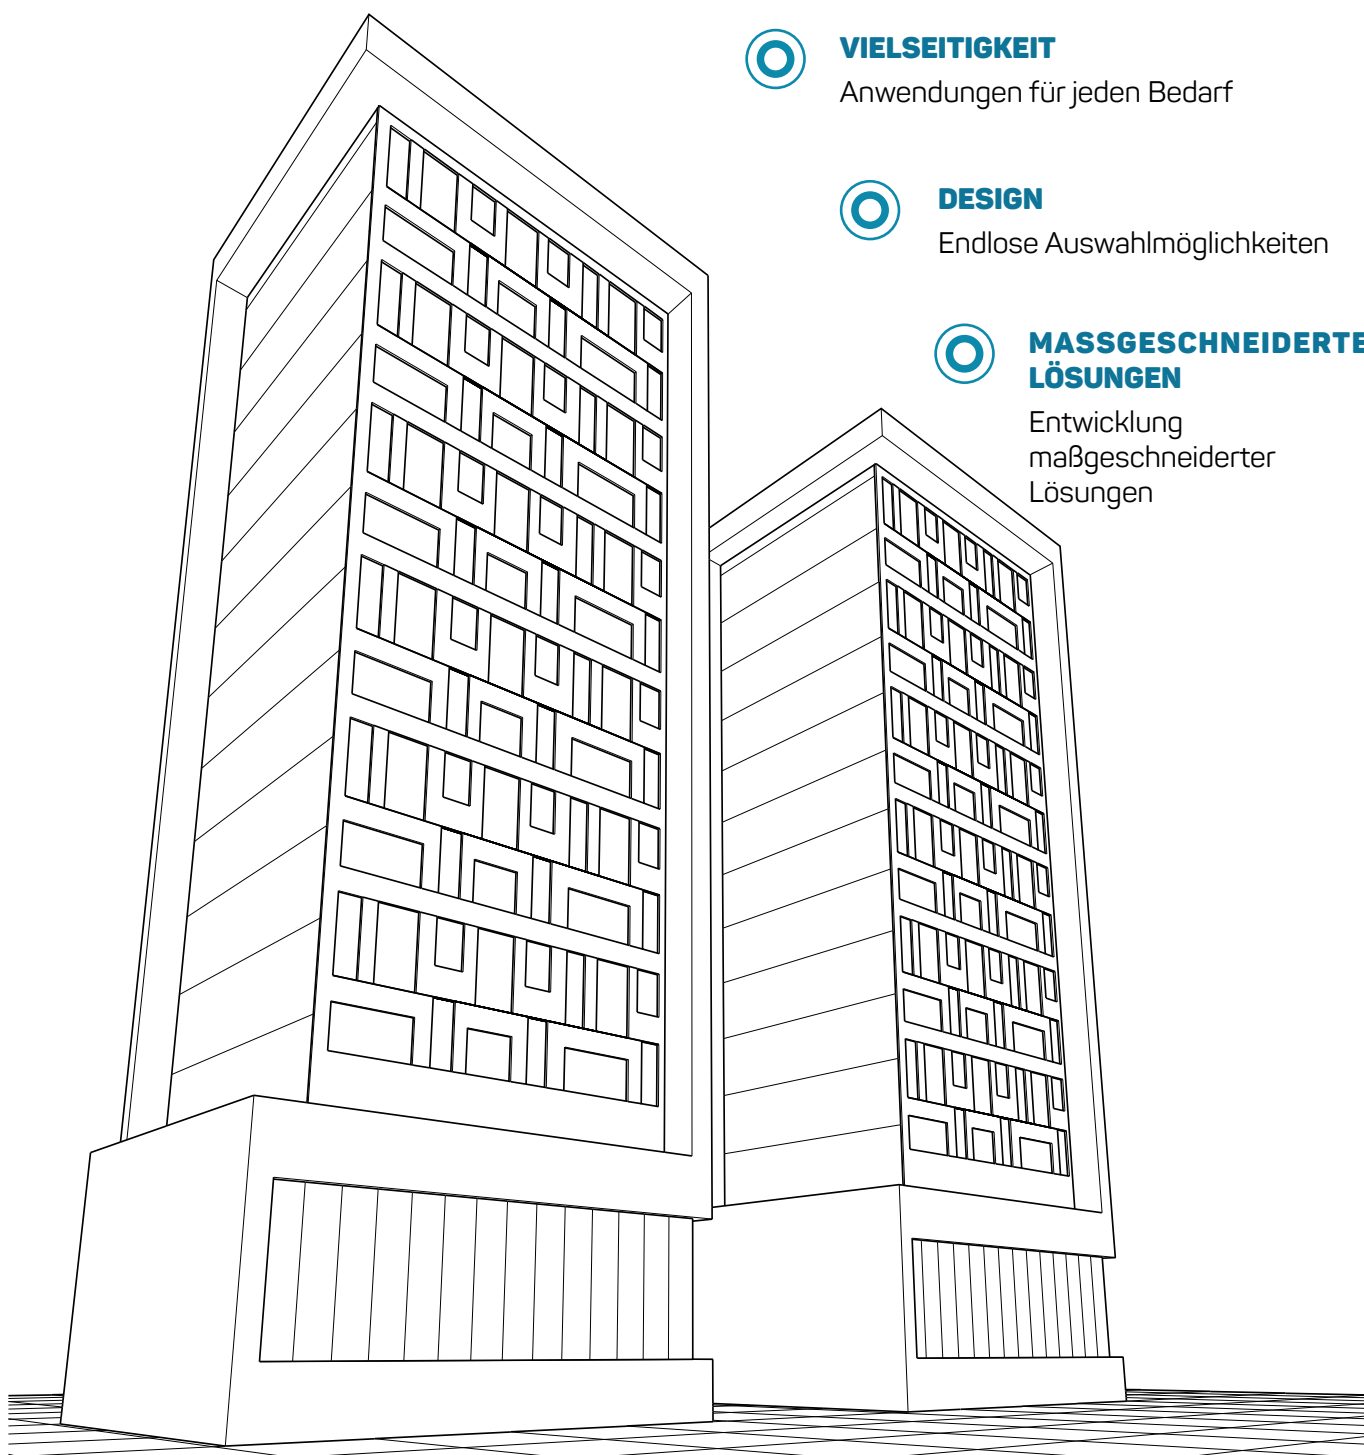 VIELSEITIGKEIT
Anwendungen für jeden Bedarf
DESIGN
Endlose Auswahlmöglichkeiten
MASSGESCHNEIDERTE
LÖSUNGEN
Entwicklung
maßgeschneiderter
Lösungen